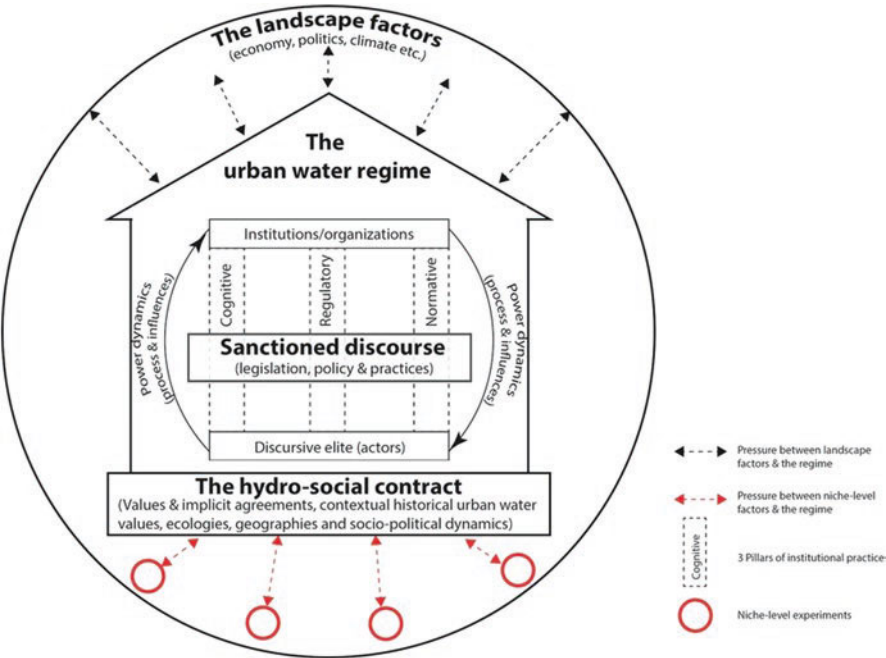 The landscape factors
(economy, politics, climate etc.)
The
urban water regime
Institutions/organizations
Cognitive
Regulatory
Normative
Power dynamics
(process & influences)
Power dynamics
(process & influences)
Sanctioned discourse
(legislation, policy & practices)
Discursive elite (actors)
The hydro-social contract
(Values & implicit agreements, contextual historical urban water
values, ecologies, geographies and socio-political dynamics)
Pressure between landscape
factors & the regime
Pressure between niche-level
factors & the regime
Cognitive
3 Pillars of institutional practice
Niche-level experiments